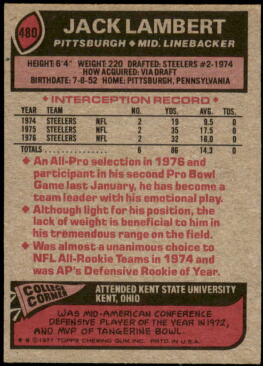 480
JACK LAMBERT
PITTSBURGH • MID. LINEBACKER
HEIGHT: 6'4" WEIGHT: 220 DRAFTED: STEELERS #2-1974
HOW ACQUIRED: VIA DRAFT
BIRTHDATE: 7-8-52 HOME: PITTSBURGH, PENNSYLVANIA
★ INTERCEPTION RECORD ★
YEAR TEAM NO. YDS. AVG. TDS.
1974 STEELERS NFL 2 19 9.5 0
1975 STEELERS NFL 2 35 17.5 0
1976 STEELERS NFL 2 32 16.0 0
TOTALS 6 86 14.3 0
An All-Pro selection in 1976 and
participant in his second Pro Bowl
Game last January, he has become a
team leader with his emotional play.
Although light for his position, the
lack of weight is beneficial to him in
his tremendous range on the field.
Was almost a unanimous choice to
NFL All-Rookie Teams in 1974 and
was AP's Defensive Rookie of Year.
COLLEGE
CORNER
ATTENDED KENT STATE UNIVERSITY
KENT, OHIO
WAS MID-AMERICAN CONFERENCE
DEFENSIVE PLAYER OF THE YEAR IN 1972,
AND MVP OF TANGERINE BOWL.
© 1977 TOPPS CHEWING GUM, INC. PRTD. IN U.S.A.